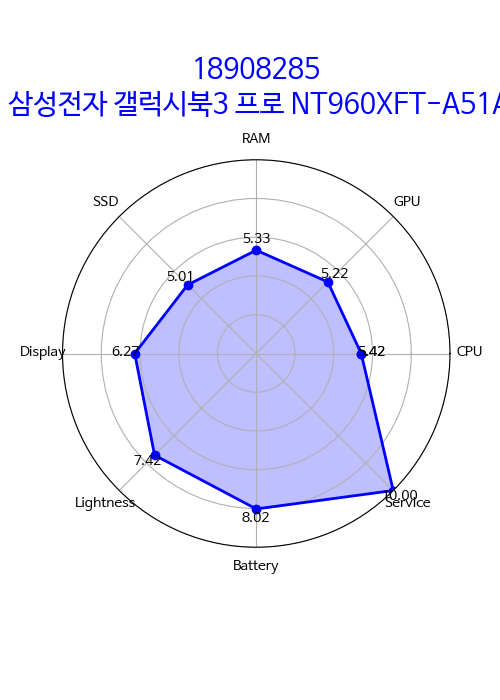 18908285
삼성전자 갤럭시북3 프로 NT960XFT-A51A
RAM
SSD
GPU
5.33
5.01
5.22
Display
6.27
5.42
CPU
7.42
10.00
Lightness
Service
8.02
Battery